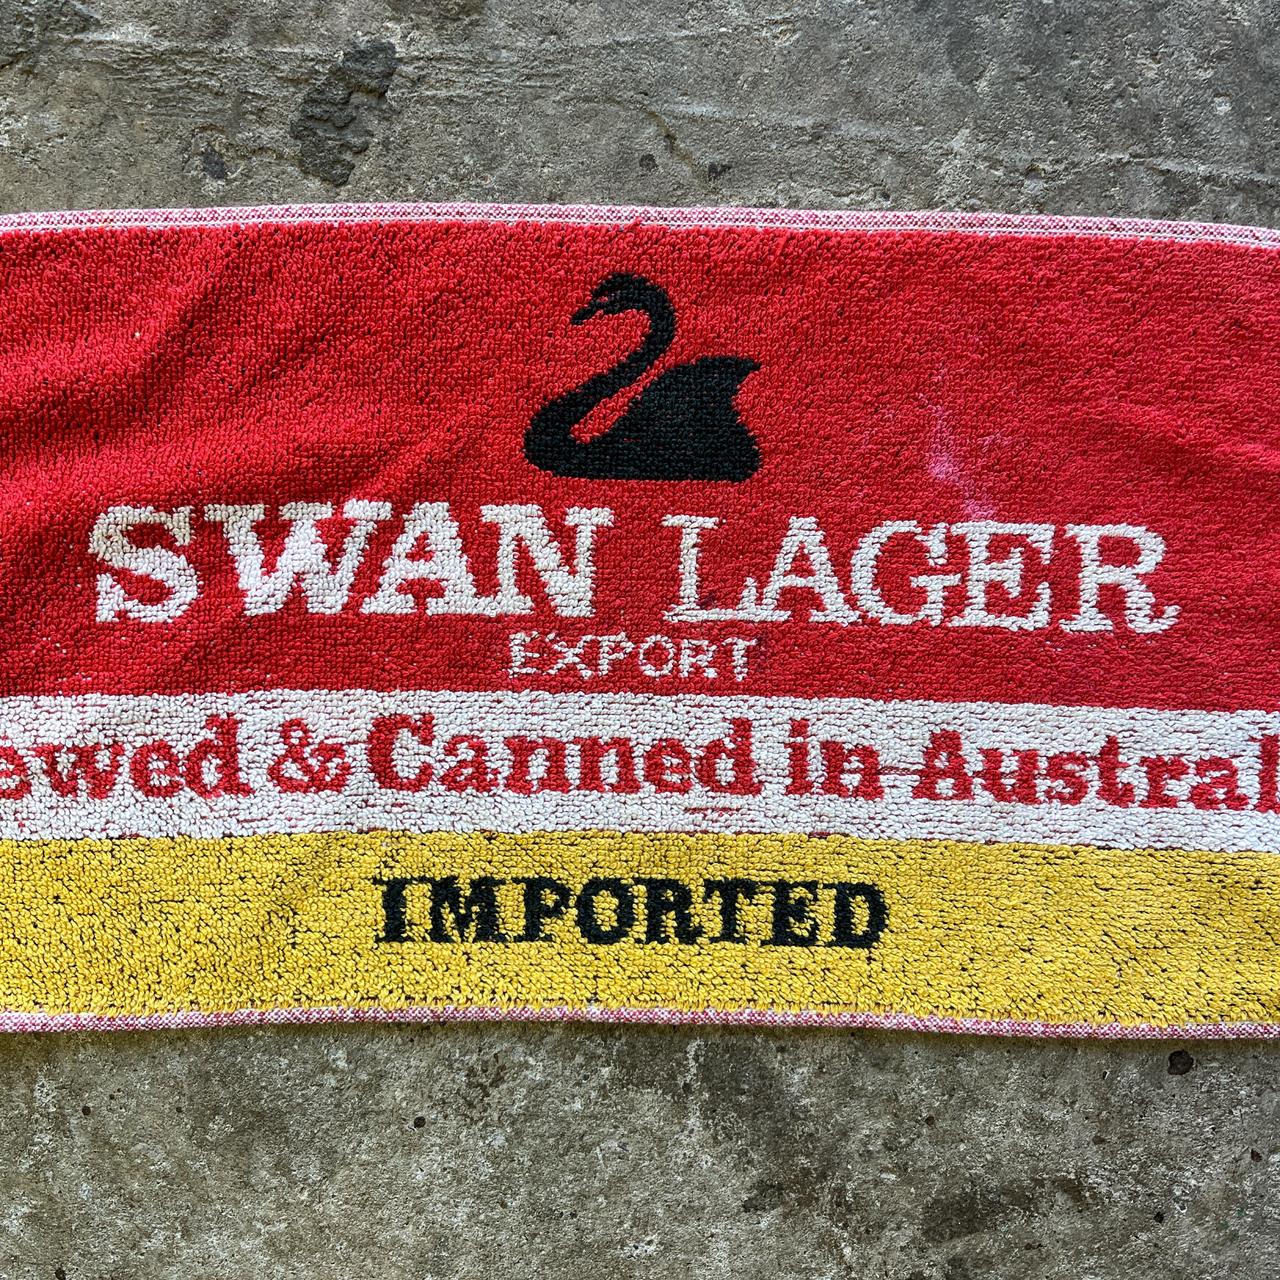 SWAN LAGER
EXPORT
ewed & Canned in Austral
IMPORTED